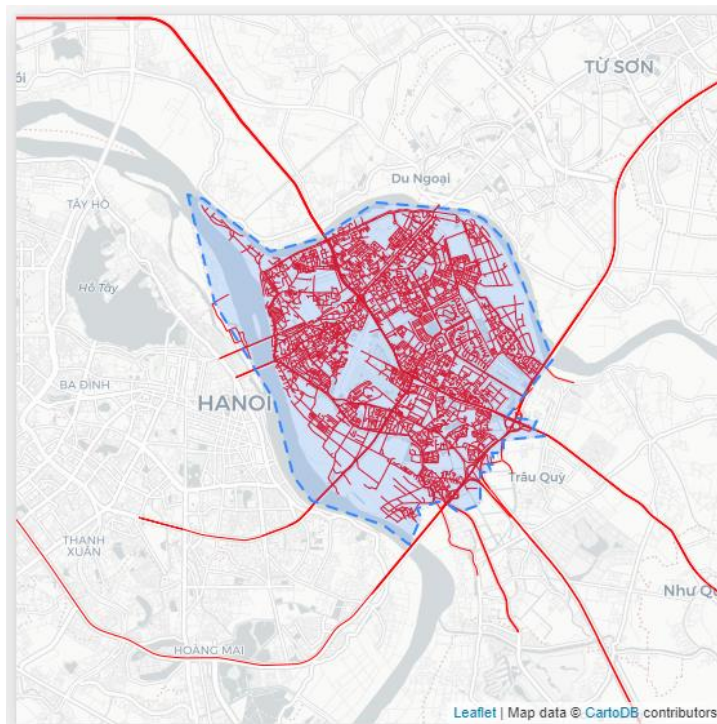 TỪ SƠN
Du Ngoại
TÂY HỒ
Hồ Tây
BA ĐÌNH
HANOI
Trâu Quỳ
THANH
XUÂN
Như Q
HOÀNG MAI
Leaflet | Map data © CartoDB contributors